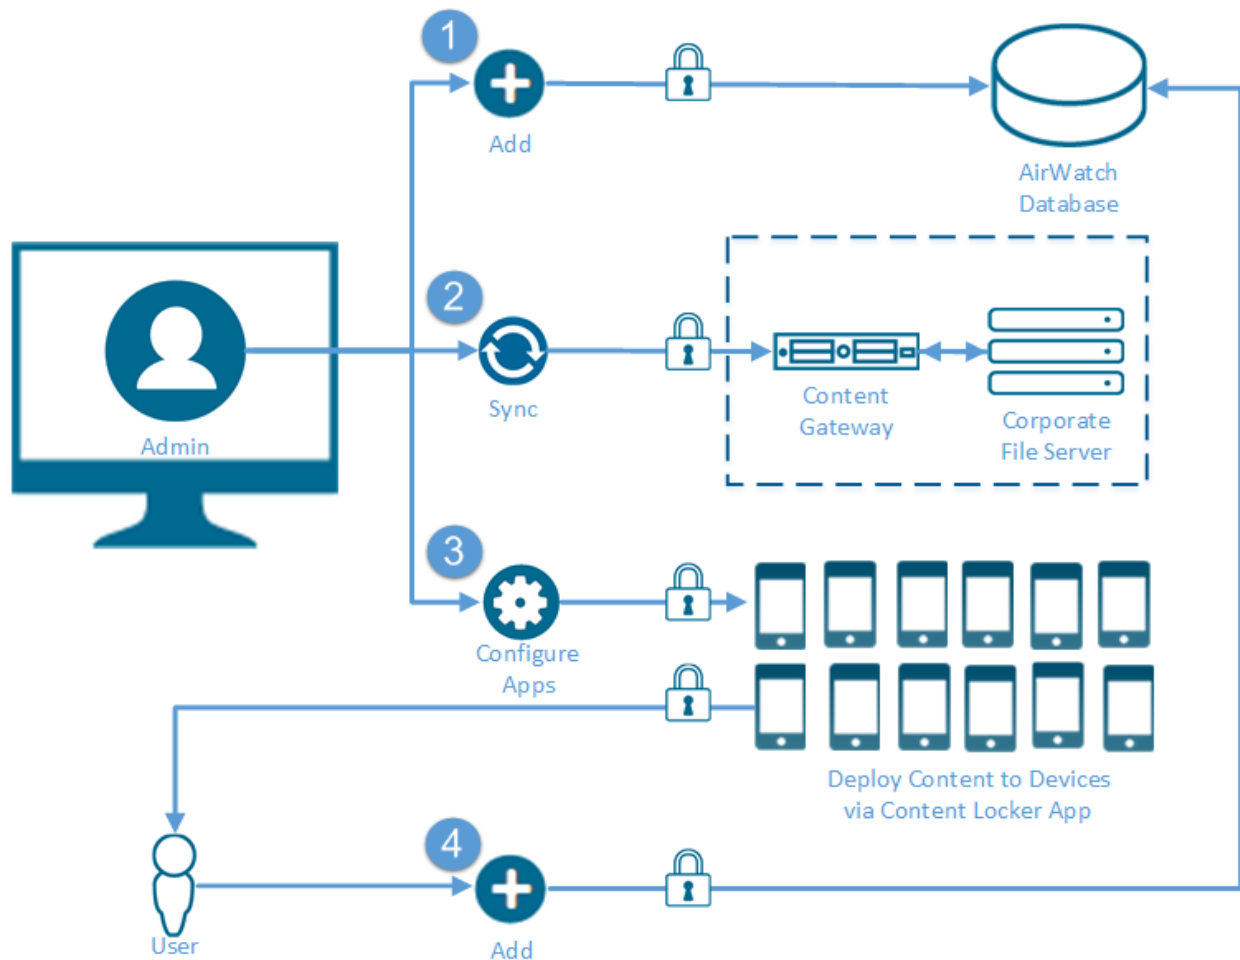 1
Add
AirWatch
Database
2
Sync
Admin
Content
Gateway
Corporate
File Server
3
Configure
Apps
Deploy Content to Devices
via Content Locker App
4
User
Add